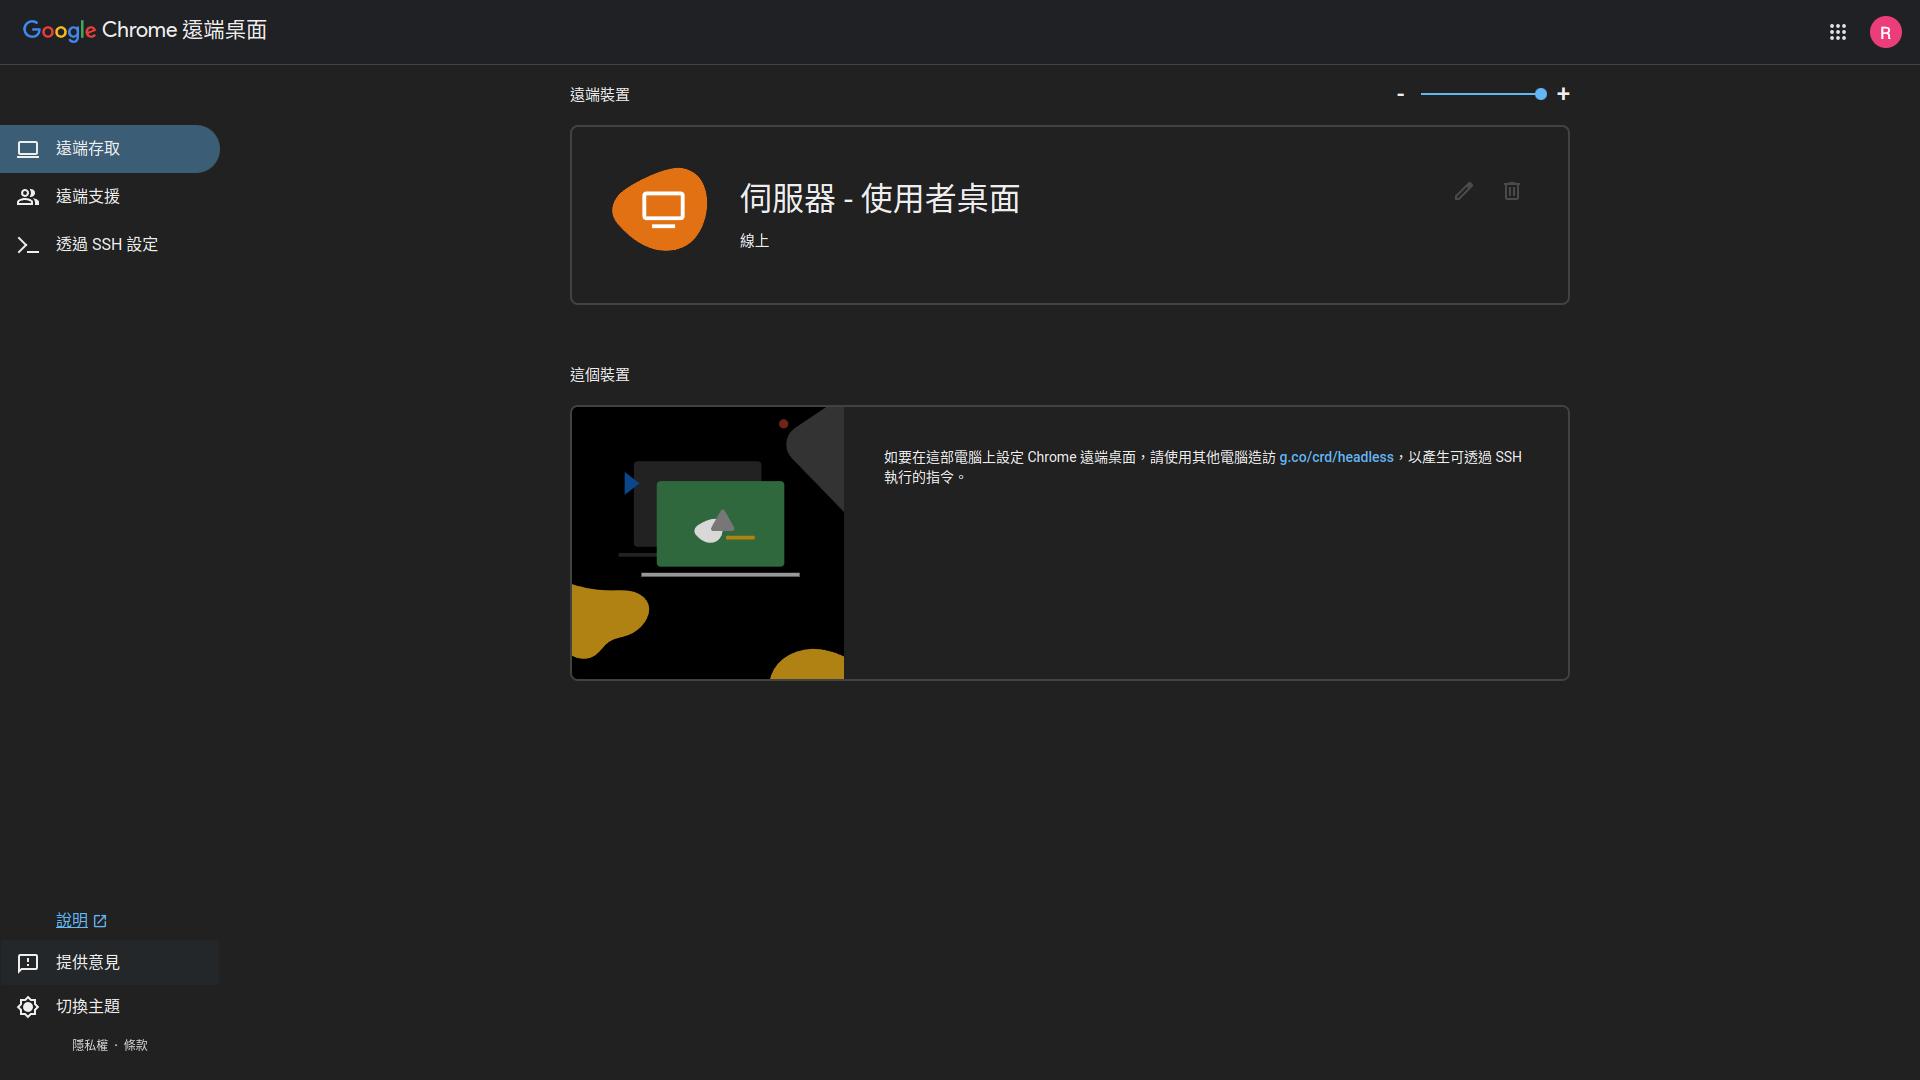 Google Chrome 遠端桌面
R
遠端裝置
- +
遠端存取
遠端支援
透過 SSH 設定
伺服器 - 使用者桌面
線上
這個裝置
如要在這部電腦上設定 Chrome 遠端桌面，請使用其他電腦造訪 g.co/crd/headless，以產生可透過 SSH
執行的指令。
說明
提供意見
切換主題
隱私權 · 條款